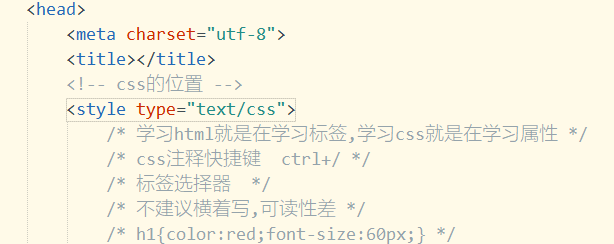 <head>
<meta charset="utf-8">
<title></title>
<!-- css的位置 -->
<style type="text/css">
/* 学习html就是在学习标签,学习css就是在学习属性 */
/* css注释快捷键  ctrl+/ */
/* 标签选择器  */
/* 不建议横着写,可读性差 */
/* h1{color:red;font-size:60px;} */